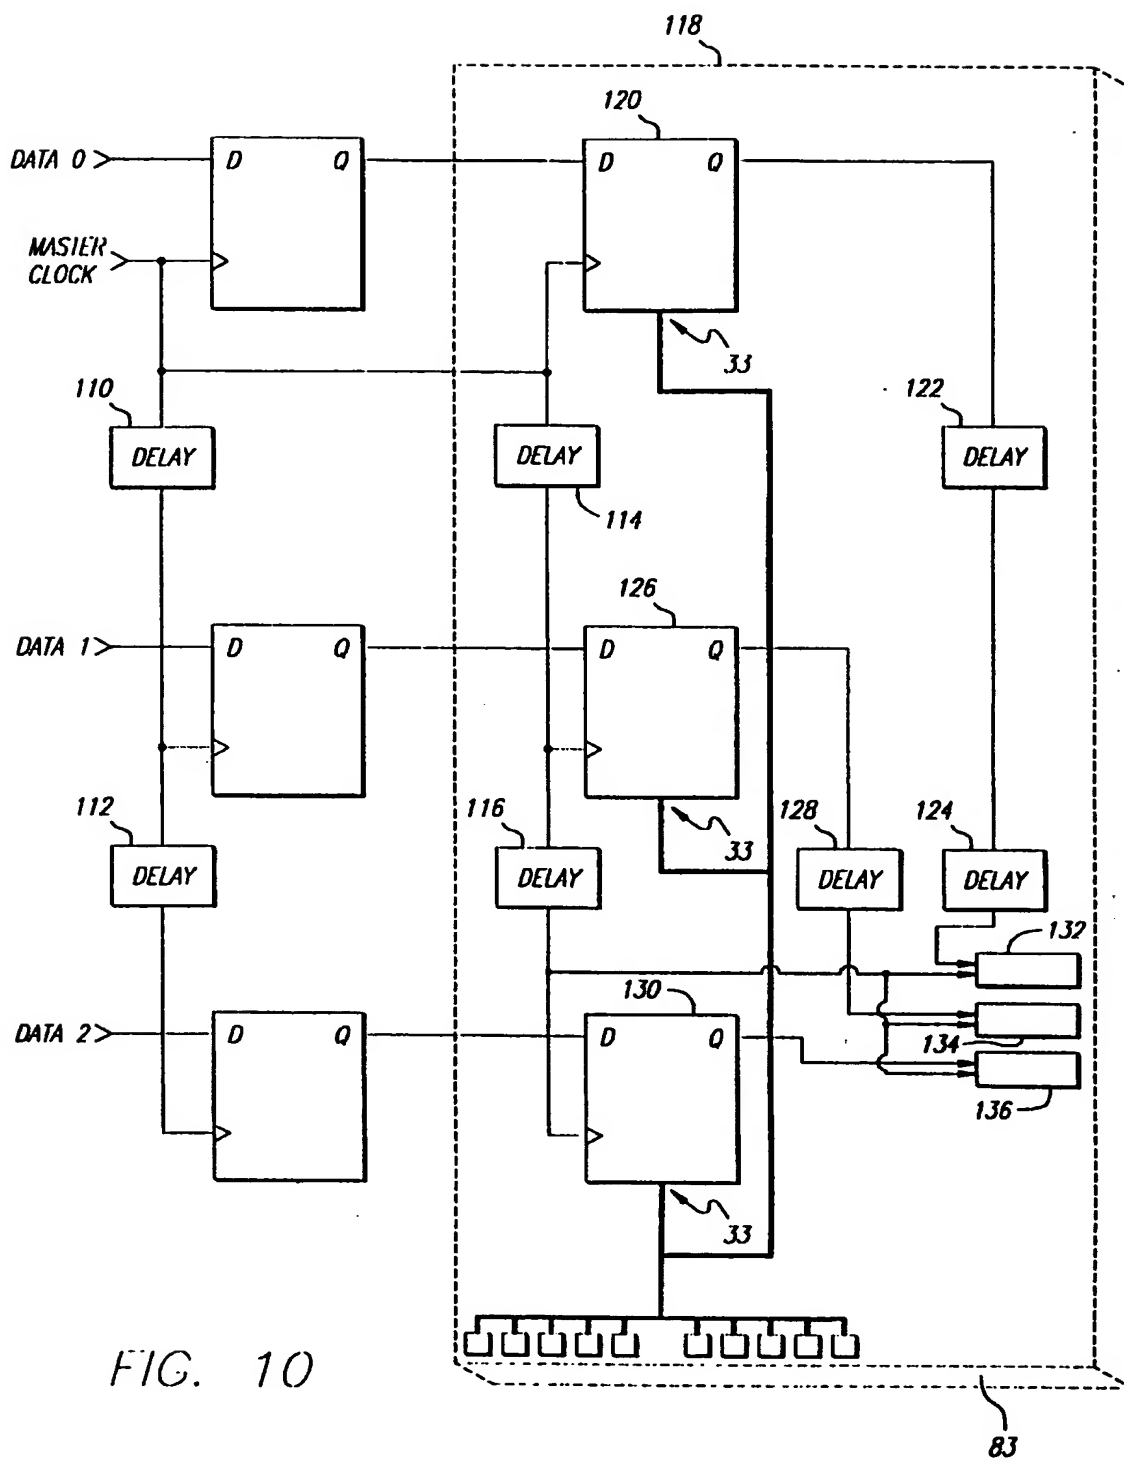 118
120
DATA 0
D Q
D Q
MASTER
CLOCK
33
110
122
DELAY
DELAY
DELAY
114
126
DATA 1
D Q
D Q
112
116
33
128
124
DELAY
DELAY
DELAY
DELAY
132
130
DATA 2
D Q
D Q
134
136
33
FIG. 10
83